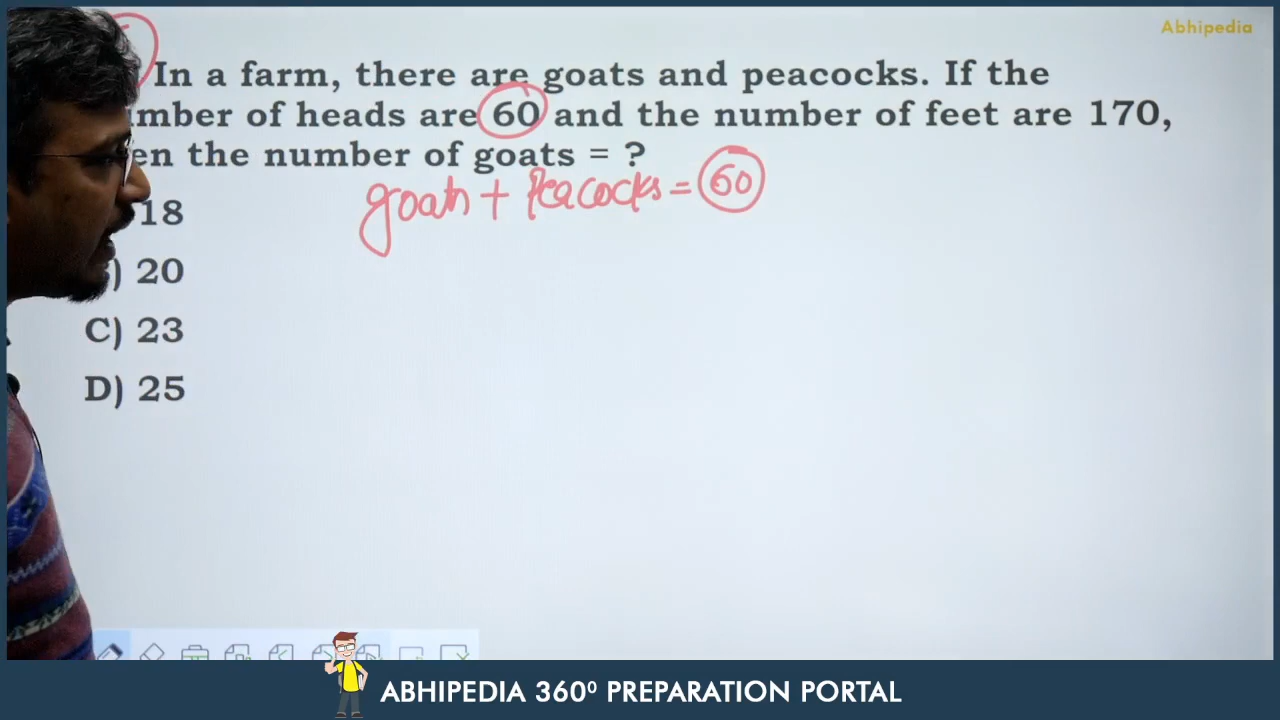 Abhipedia
In a farm, there are goats and peacocks. If the
mber of heads are 60 and the number of feet are 170,
en the number of goats = ?
goats + Peacocks = 60
18
) 20
C) 23
D) 25
ABHIPEDIA 360⁰ PREPARATION PORTAL